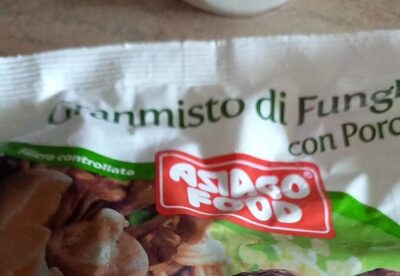 Granmisto di Fungh
con Porc
filiera controllata
ASIAGO
FOOD